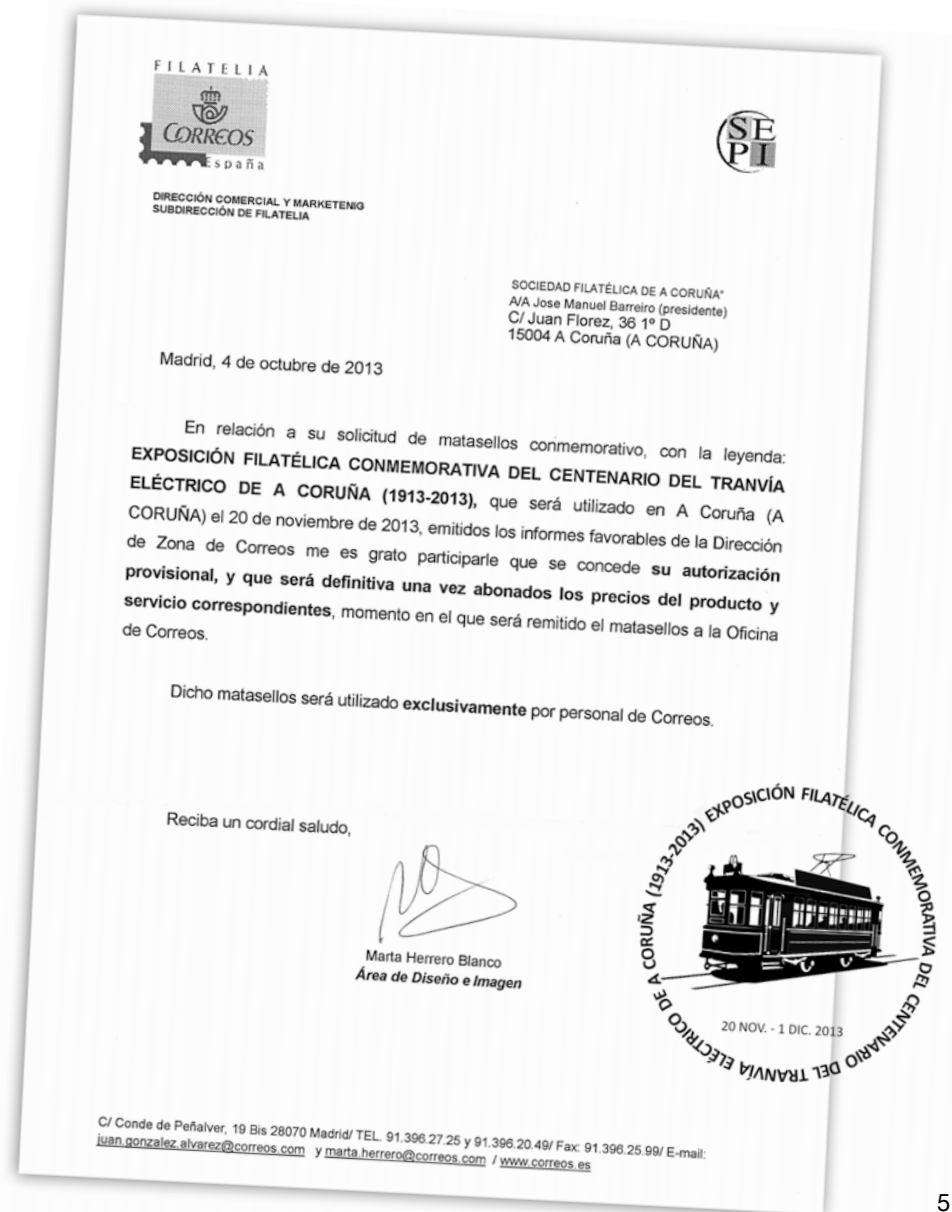 FILATELIA
CORREOS
España
SE
PI
DIRECCIÓN COMERCIAL Y MARKETENIG
SUBDIRECCIÓN DE FILATELIA
SOCIEDAD FILATÉLICA DE A CORUÑA"
A/A Jose Manuel Barreiro (presidente)
C/ Juan Florez, 36 1º D
15004 A Coruña (A CORUÑA)
Madrid, 4 de octubre de 2013
En relación a su solicitud de matasellos conmemorativo, con la leyenda:
EXPOSICIÓN FILATÉLICA CONMEMORATIVA DEL CENTENARIO DEL TRANVÍA
ELÉCTRICO DE A CORUÑA (1913-2013), que será utilizado en A Coruña (A
CORUÑA) el 20 de noviembre de 2013, emitidos los informes favorables de la Dirección
de Zona de Correos me es grato participarle que se concede su autorización
provisional, y que será definitiva una vez abonados los precios del producto y
servicio correspondientes, momento en el que será remitido el matasellos a la Oficina
de Correos.
Dicho matasellos será utilizado exclusivamente por personal de Correos.
Reciba un cordial saludo,
Marta Herrero Blanco
Área de Diseño e Imagen
EXPOSICIÓN FILATÉLICA CONMEMORATIVA DEL CENTENARIO DEL TRANVÍA ELÉCTRICO DE A CORUÑA (1913-2013)
20 NOV. - 1 DIC. 2013
C/ Conde de Peñalver, 19 Bis 28070 Madrid/ TEL. 91.396.27.25 y 91.396.20.49/ Fax: 91.396.25.99/ E-mail:
juan.gonzalez.alvarez@correos.com y marta.herrero@correos.com / www.correos.es
5